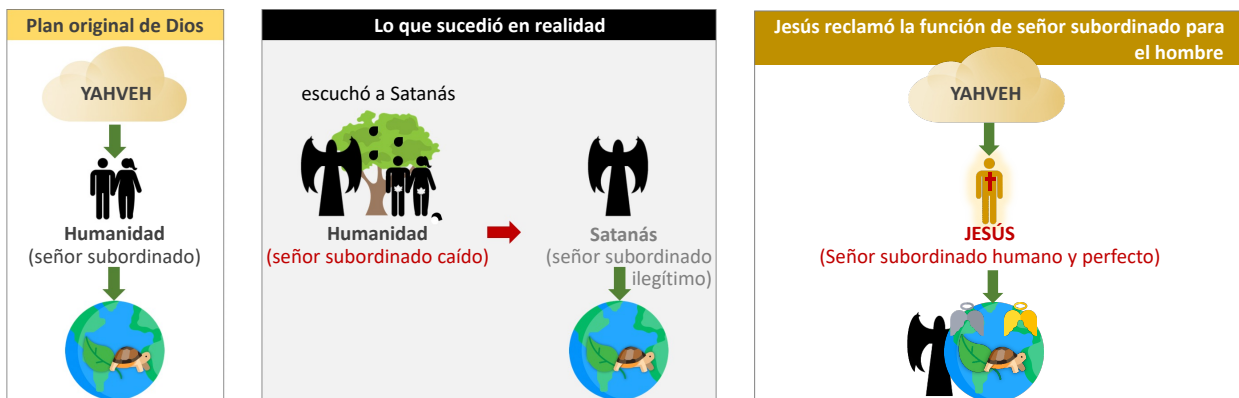 Plan original de Dios
YAHVEH
Humanidad
(señor subordinado)
Lo que sucedió en realidad
escuchó a Satanás
Humanidad
(señor subordinado caído)
Satanás
(señor subordinado
ilegítimo)
Jesús reclamó la función de señor subordinado para
el hombre
YAHVEH
JESÚS
(Señor subordinado humano y perfecto)